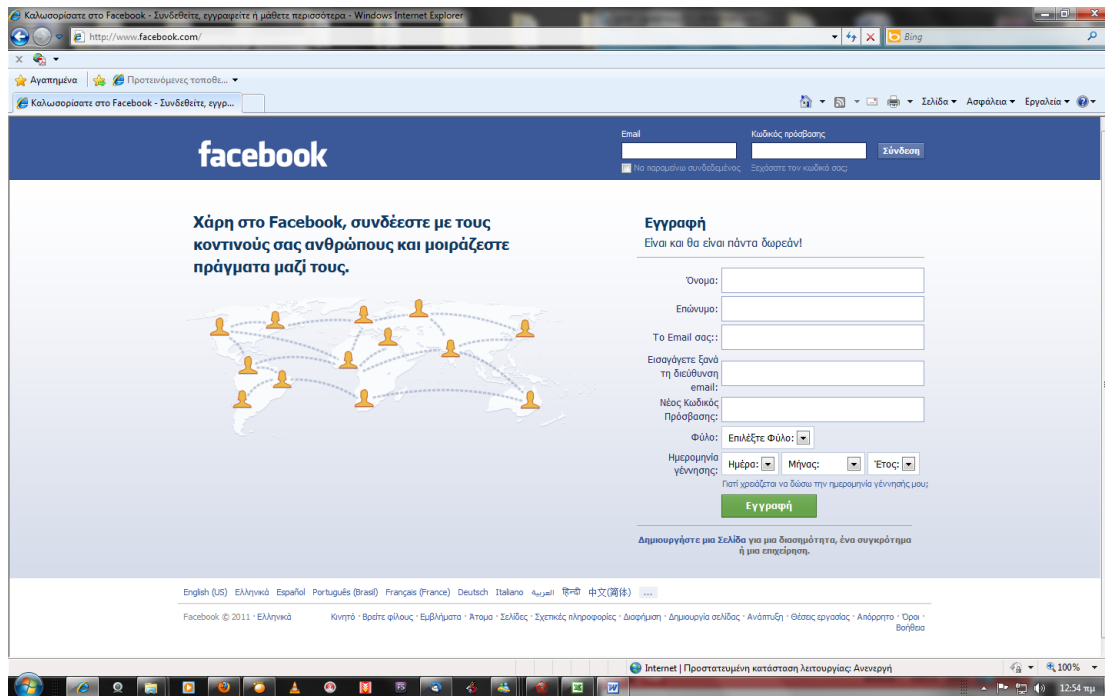 Καλωσορίσατε στο Facebook - Συνδεθείτε, εγγραφείτε ή μάθετε περισσότερα - Windows Internet Explorer
http://www.facebook.com/
Bing
x
Αγαπημένα Προτεινόμενες τοποθε...
Καλωσορίσατε στο Facebook - Συνδεθείτε, εγγρ...
Σελίδα Ασφάλεια Εργαλεία
facebook
Email Κωδικός πρόσβασης
Σύνδεση
Να παραμείνω συνδεδεμένος Ξεχάσατε τον κωδικό σας;
Χάρη στο Facebook, συνδέεστε με τους
κοντινούς σας ανθρώπους και μοιράζεστε
πράγματα μαζί τους.
Εγγραφή
Είναι και θα είναι πάντα δωρεάν!
Όνομα:
Επώνυμο:
Το Email σας::
Εισαγάγετε ξανά
τη διεύθυνση
email:
Νέος Κωδικός
Πρόσβασης:
Φύλο: Επιλέξτε Φύλο:
Ημερομηνία
γέννησης:
Ημέρα: Μήνας: Έτος:
Γιατί χρειάζεται να δώσω την ημερομηνία γέννησής μου;
Εγγραφή
Δημιουργήστε μια Σελίδα για μια διασημότητα, ένα συγκρότημα
ή μια επιχείρηση.
English (US) Ελληνικά Español Português (Brasil) Français (France) Deutsch Italiano العربية हिन्दी 中文(简体) ...
Facebook © 2011 · Ελληνικά
Κινητό · Βρείτε φίλους · Εμβλήματα · Άτομα · Σελίδες · Σχετικές πληροφορίες · Διαφήμιση · Δημιουργία σελίδας · Ανάπτυξη · Θέσεις εργασίας · Απόρρητο · Όροι ·
Βοήθεια
Internet | Προστατευμένη κατάσταση λειτουργίας: Ανενεργή
100%
12:54 πμ